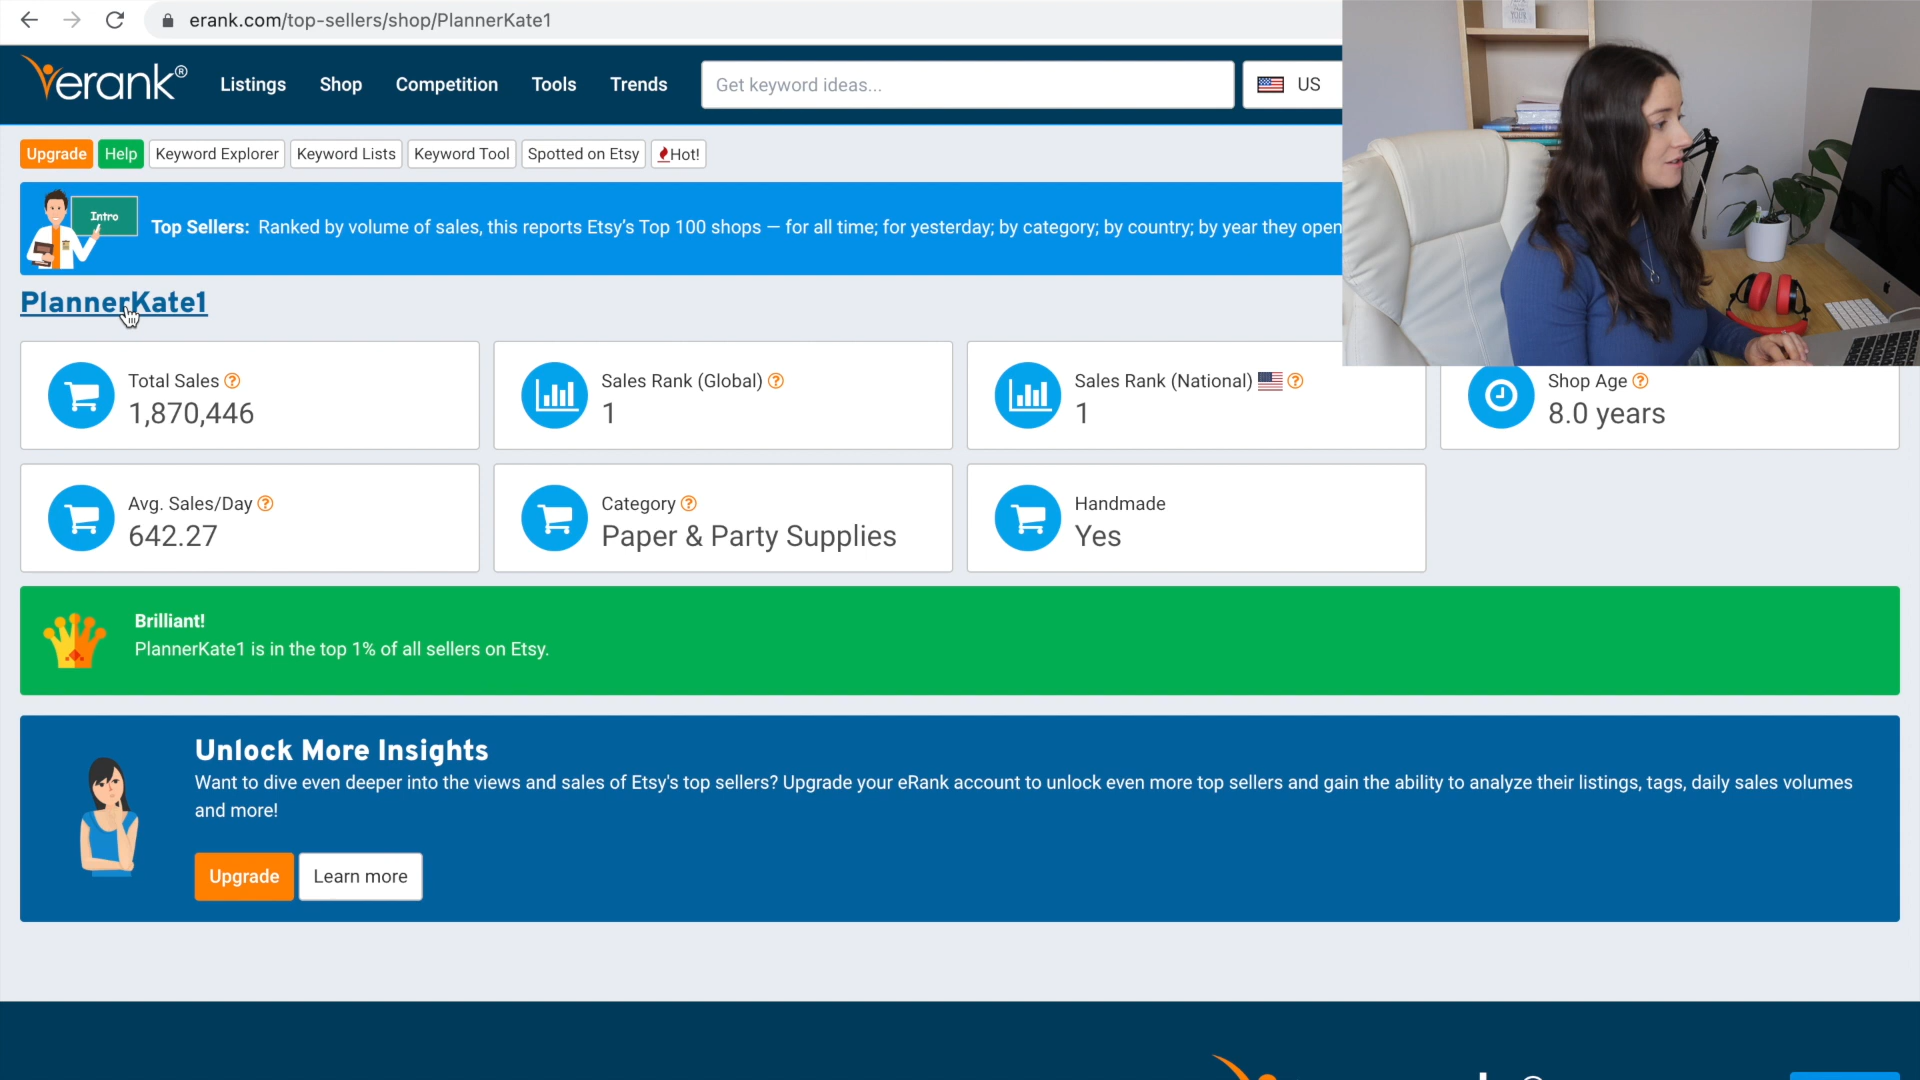 erank.com/top-sellers/shop/PlannerKate1
erank®
Listings
Shop
Competition
Tools
Trends
Get keyword ideas...
US
Upgrade
Help
Keyword Explorer
Keyword Lists
Keyword Tool
Spotted on Etsy
Hot!
Intro
Top Sellers: Ranked by volume of sales, this reports Etsy's Top 100 shops — for all time; for yesterday; by category; by country; by year they open
PlannerKate1
Total Sales ?
1,870,446
Sales Rank (Global) ?
1
Sales Rank (National) ?
1
Shop Age ?
8.0 years
Avg. Sales/Day ?
642.27
Category ?
Paper & Party Supplies
Handmade
Yes
Brilliant!
PlannerKate1 is in the top 1% of all sellers on Etsy.
Unlock More Insights
Want to dive even deeper into the views and sales of Etsy's top sellers? Upgrade your eRank account to unlock even more top sellers and gain the ability to analyze their listings, tags, daily sales volumes
and more!
Upgrade
Learn more